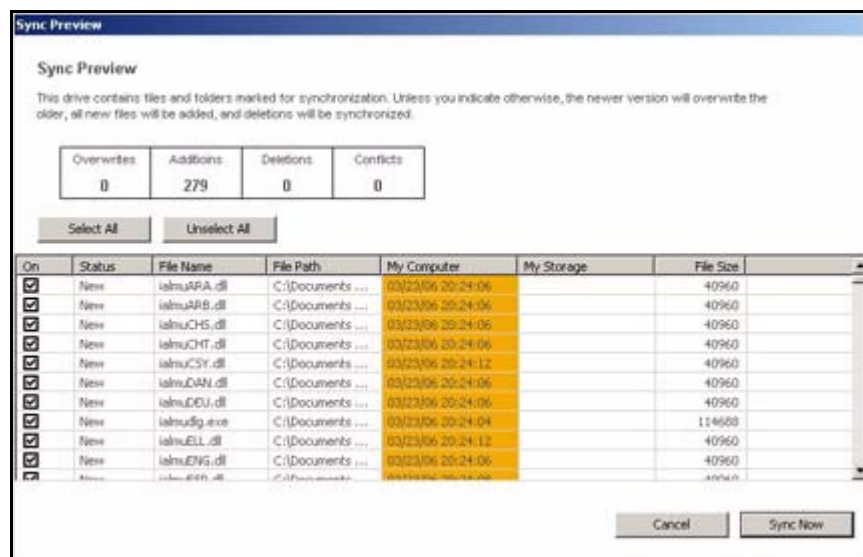 Sync Preview
Sync Preview
This drive contains files and folders marked for synchronization. Unless you indicate otherwise, the newer version will overwrite the
older, all new files will be added, and deletions will be synchronized.
Overwrites Additioins Deletions Conflicts
0 279 0 0
Select All Unselect All
On Status File Name File Path My Computer My Storage File Size
New ialmuARA.dll C:\Documents ... 03/23/06 20:24:06 40960
New ialmuARB.dll C:\Documents ... 03/23/06 20:24:06 40960
New ialmuCHS.dll C:\Documents ... 03/23/06 20:24:06 40960
New ialmuCHT.dll C:\Documents ... 03/23/06 20:24:06 40960
New ialmuCSY.dll C:\Documents ... 03/23/06 20:24:12 40960
New ialmuDAN.dll C:\Documents ... 03/23/06 20:24:06 40960
New ialmuDEU.dll C:\Documents ... 03/23/06 20:24:06 40960
New ialmudlg.exe C:\Documents ... 03/23/06 20:24:04 114688
New ialmuELL.dll C:\Documents ... 03/23/06 20:24:12 40960
New ialmuENG.dll C:\Documents ... 03/23/06 20:24:06 40960
Cancel Sync Now